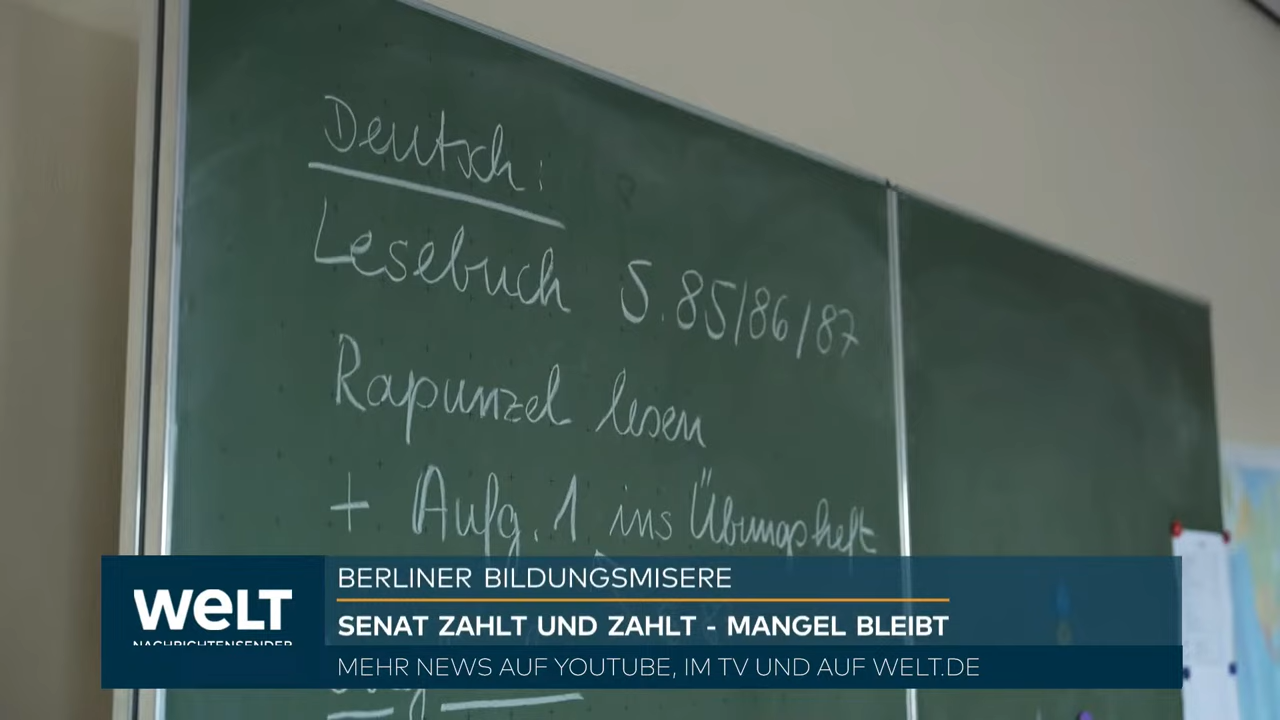 Deutsch:
Lesebuch S. 85/86/87
Rapunzel lesen
+ Aufg. 1 ins Übungsheft
BERLINER BILDUNGSMISERE
welt
NACHRICHTENSENDER
SENAT ZAHLT UND ZAHLT - MANGEL BLEIBT
MEHR NEWS AUF YOUTUBE, IM TV UND AUF WELT.DE